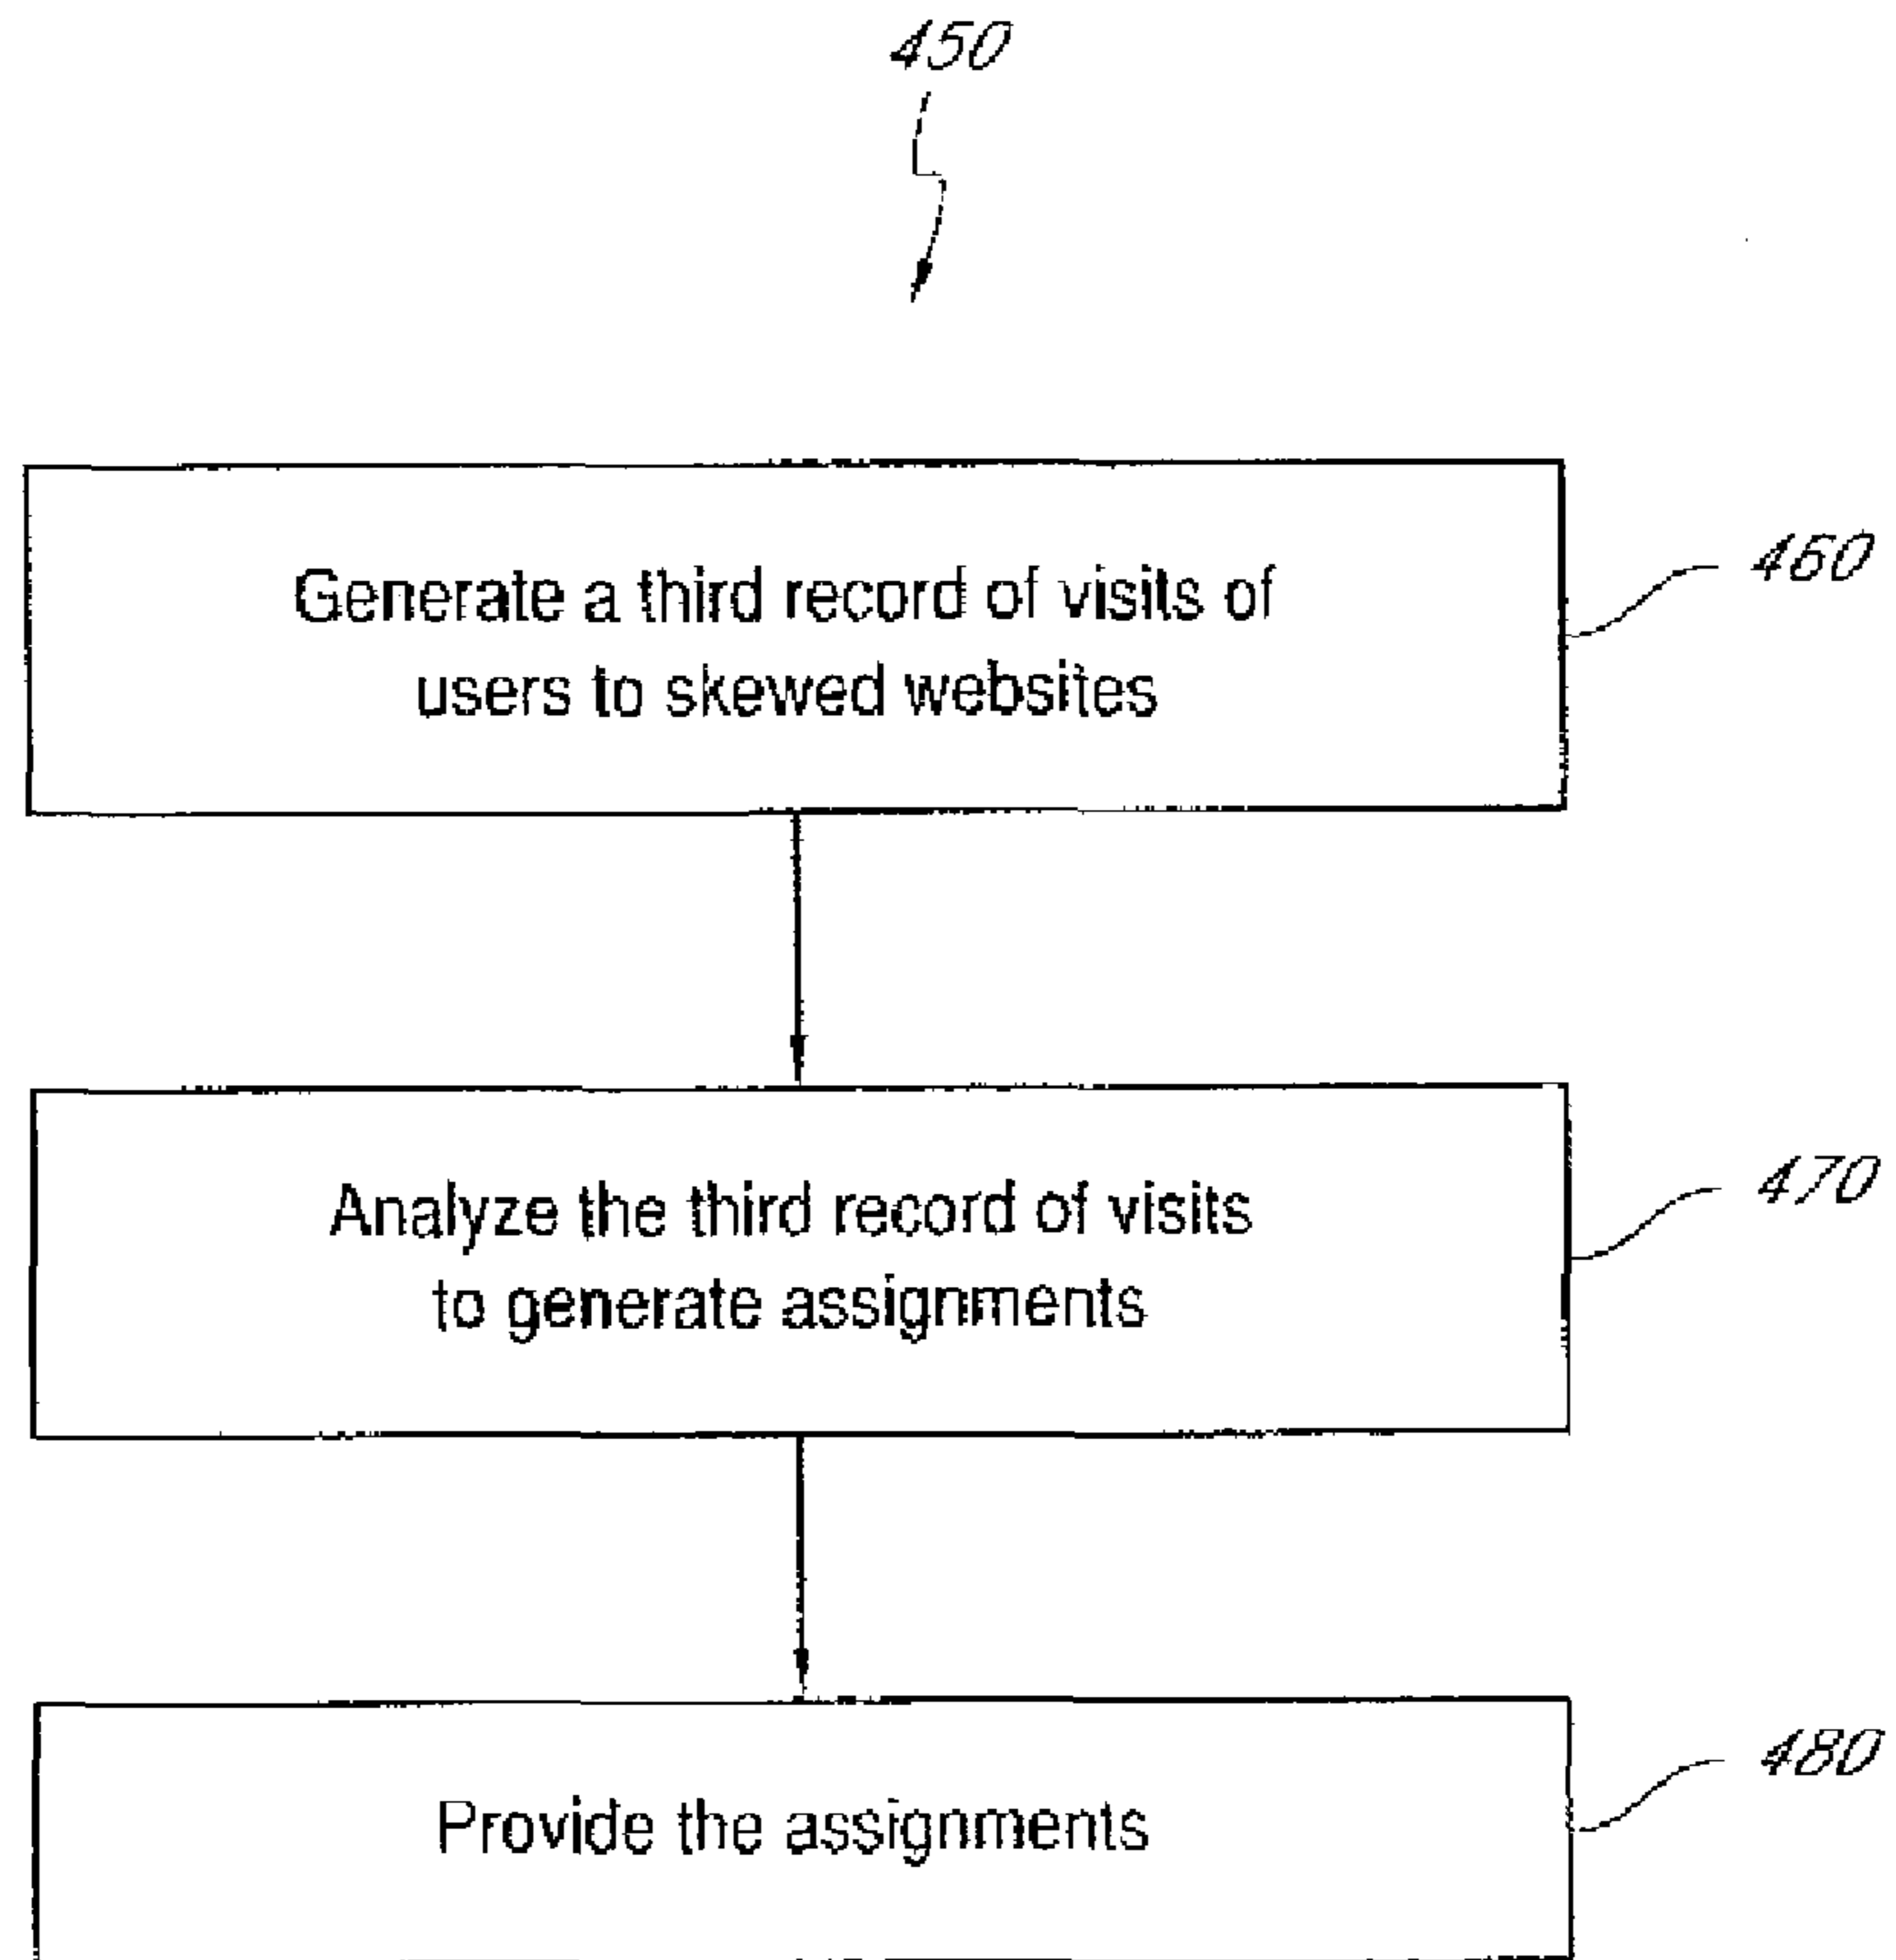 450
Generate a third record of visits of
users to skewed websites
460
Analyze the third record of visits
to generate assignments
470
Provide the assignments
480